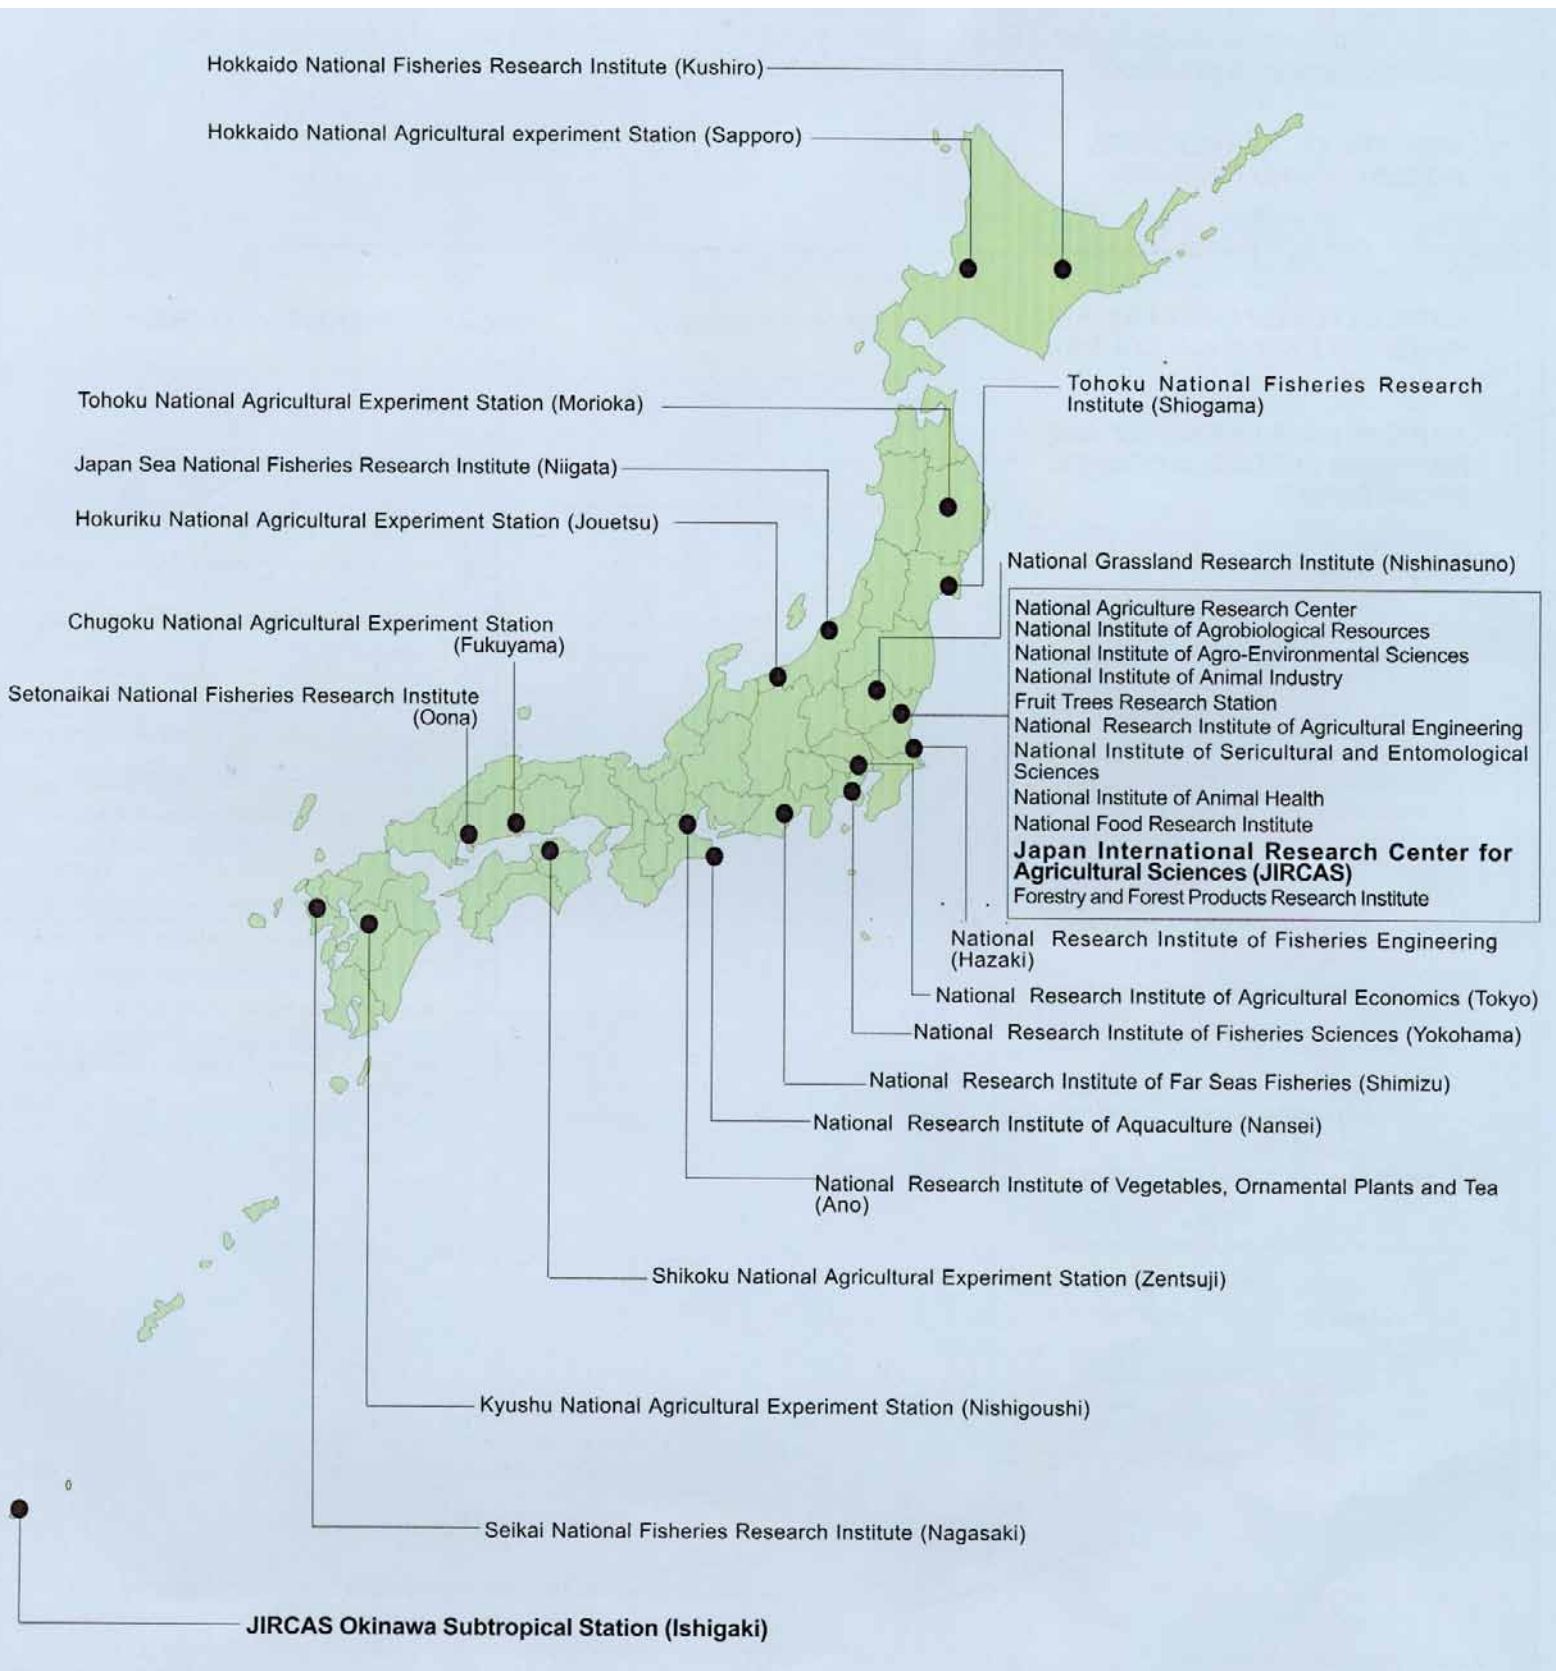 Hokkaido National Fisheries Research Institute (Kushiro)
Hokkaido National Agricultural experiment Station (Sapporo)
Tohoku National Fisheries Research
Institute (Shiogama)
Tohoku National Agricultural Experiment Station (Morioka)
Japan Sea National Fisheries Research Institute (Niigata)
Hokuriku National Agricultural Experiment Station (Jouetsu)
National Grassland Research Institute (Nishinasuno)
Chugoku National Agricultural Experiment Station
(Fukuyama)
Setonaikai National Fisheries Research Institute
(Oona)
National Agriculture Research Center
National Institute of Agrobiological Resources
National Institute of Agro-Environmental Sciences
National Institute of Animal Industry
Fruit Trees Research Station
National Research Institute of Agricultural Engineering
National Institute of Sericultural and Entomological
Sciences
National Institute of Animal Health
National Food Research Institute
Japan International Research Center for
Agricultural Sciences (JIRCAS)
Forestry and Forest Products Research Institute
National Research Institute of Fisheries Engineering
(Hazaki)
National Research Institute of Agricultural Economics (Tokyo)
National Research Institute of Fisheries Sciences (Yokohama)
National Research Institute of Far Seas Fisheries (Shimizu)
National Research Institute of Aquaculture (Nansei)
National Research Institute of Vegetables, Ornamental Plants and Tea
(Ano)
Shikoku National Agricultural Experiment Station (Zentsuji)
Kyushu National Agricultural Experiment Station (Nishigoushi)
Seikai National Fisheries Research Institute (Nagasaki)
JIRCAS Okinawa Subtropical Station (Ishigaki)